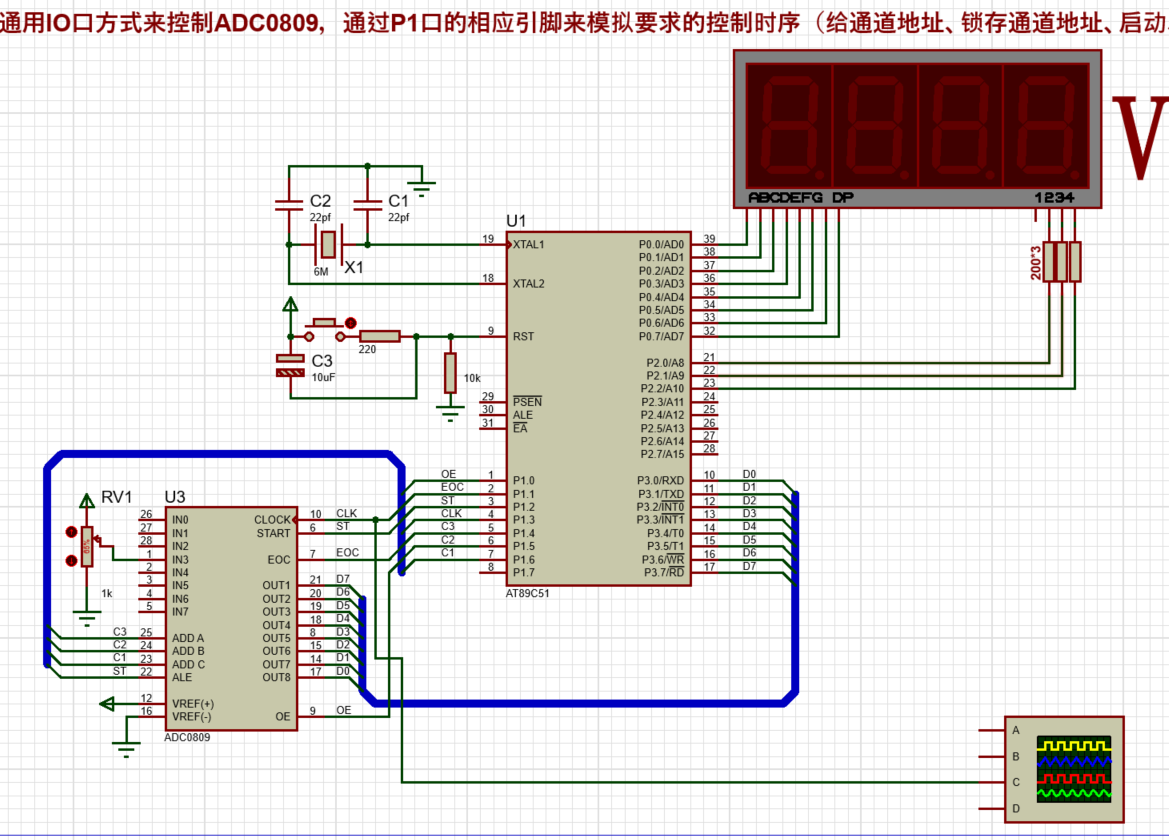 通用IO口方式来控制ADC0809，通过P1口的相应引脚来模拟要求的控制时序（给通道地址、锁存通道地址、启动
ABCDEFG DP
1234
V
C2
22pf
C1
22pf
X1
6M
U1
19
XTAL1
18
XTAL2
9
RST
29
PSEN
30
ALE
31
EA
OE
1
P1.0
EOC
2
P1.1
ST
3
P1.2
CLK
4
P1.3
C3
5
P1.4
C2
6
P1.5
C1
7
P1.6
8
P1.7
P0.0/AD0
39
P0.1/AD1
38
P0.2/AD2
37
P0.3/AD3
36
P0.4/AD4
35
P0.5/AD5
34
P0.6/AD6
33
P0.7/AD7
32
P2.0/A8
21
P2.1/A9
22
P2.2/A10
23
P2.3/A11
24
P2.4/A12
25
P2.5/A13
26
P2.6/A14
27
P2.7/A15
28
P3.0/RXD
10
D0
P3.1/TXD
11
D1
P3.2/INT0
12
D2
P3.3/INT1
13
D3
P3.4/T0
14
D4
P3.5/T1
15
D5
P3.6/WR
16
D6
P3.7/RD
17
D7
AT89C51
200*3
220
C3
10uF
10k
RV1
65%
1k
U3
26
IN0
27
IN1
28
IN2
1
IN3
2
IN4
3
IN5
4
IN6
5
IN7
C3
25
ADD A
C2
24
ADD B
C1
23
ADD C
ST
22
ALE
12
VREF(+)
16
VREF(-)
CLOCK
10
CLK
START
6
ST
EOC
7
EOC
OUT1
21
D7
OUT2
20
D6
OUT3
19
D5
OUT4
18
D4
OUT5
8
D3
OUT6
15
D2
OUT7
14
D1
OUT8
17
D0
OE
9
OE
ADC0809
A
B
C
D